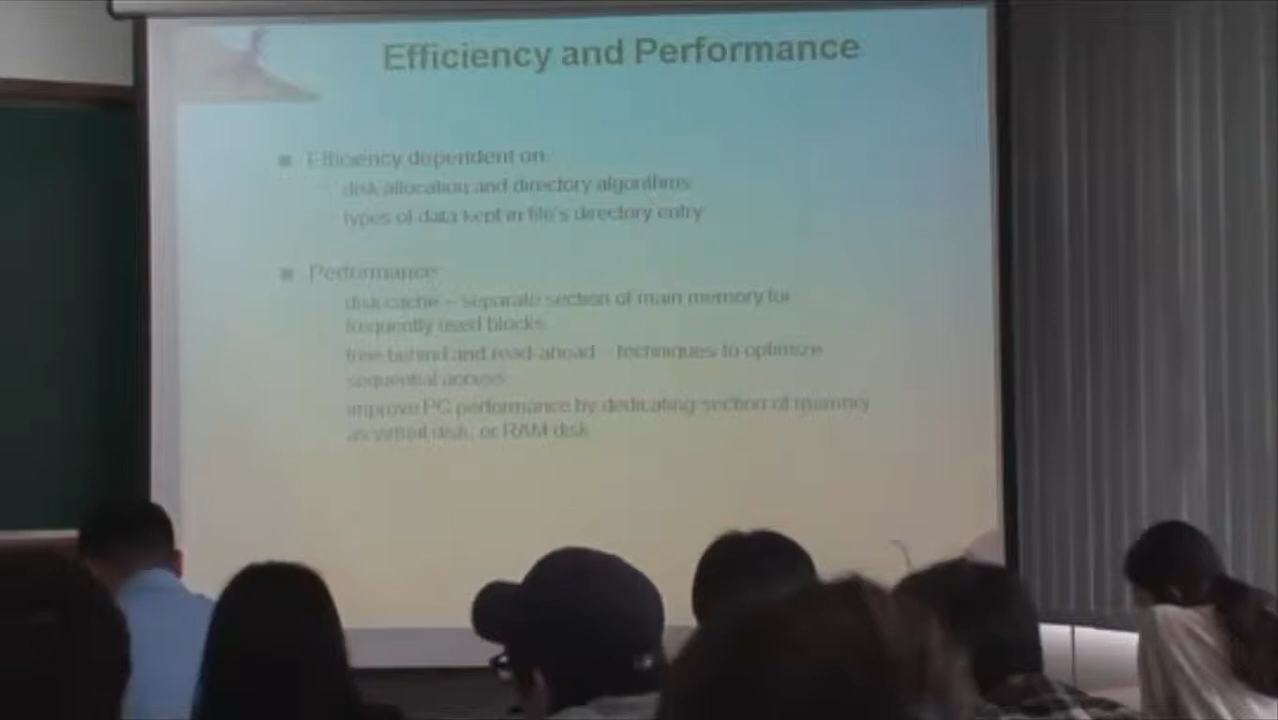 Efficiency and Performance
Efficiency dependent on:
disk allocation and directory algorithms
types of data kept in file's directory entry
Performance
disk cache – separate section of main memory for
frequently used blocks
free-behind and read-ahead – techniques to optimize
sequential access
improve PC performance by dedicating section of memory
as virtual disk, or RAM disk